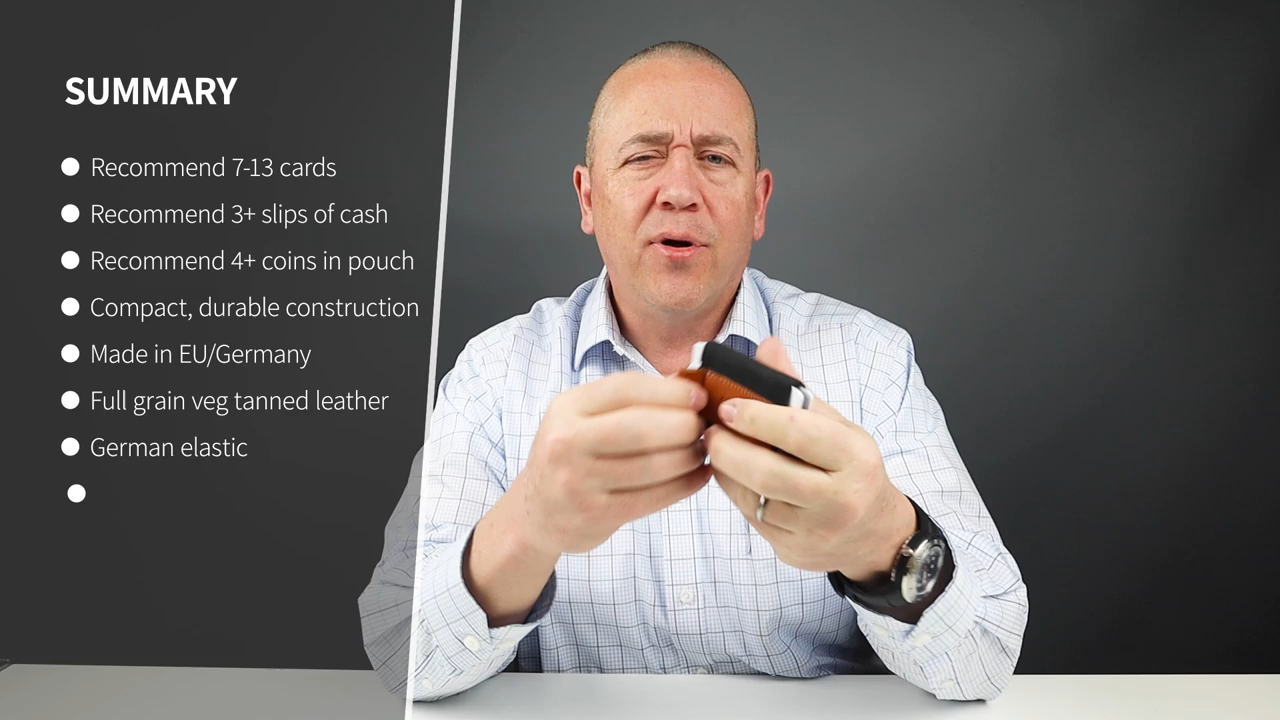 SUMMARY
Recommend 7-13 cards
Recommend 3+ slips of cash
Recommend 4+ coins in pouch
Compact, durable construction
Made in EU/Germany
Full grain veg tanned leather
German elastic